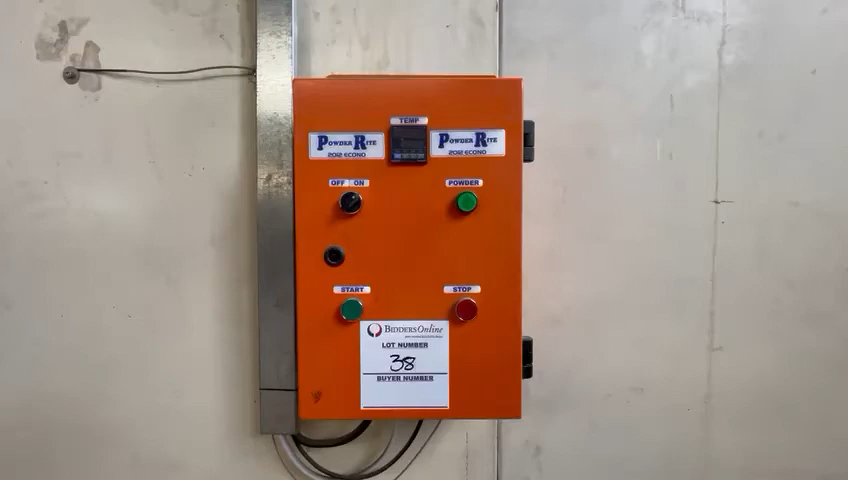 TEMP
POWDER RITE
2012 ECONO
POWDER RITE
2012 ECONO
OFF ON
POWDER
START
STOP
BIDDERS Online
LOT NUMBER
38
BUYER NUMBER